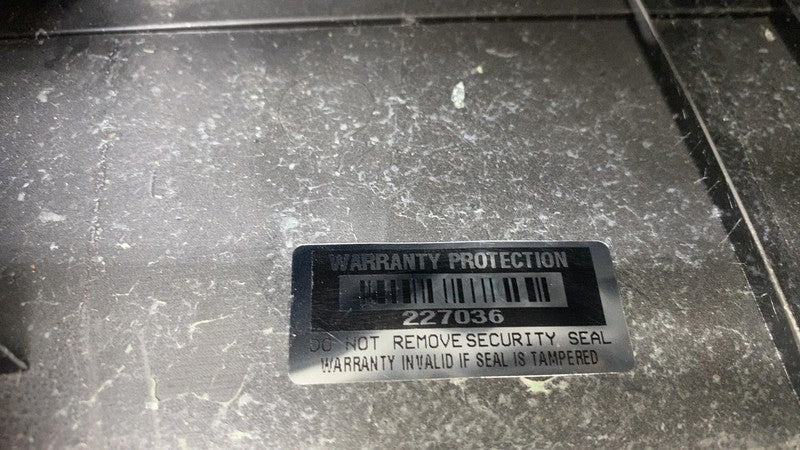 WARRANTY PROTECTION
227036
DO NOT REMOVE SECURITY SEAL
WARRANTY INVALID IF SEAL IS TAMPERED